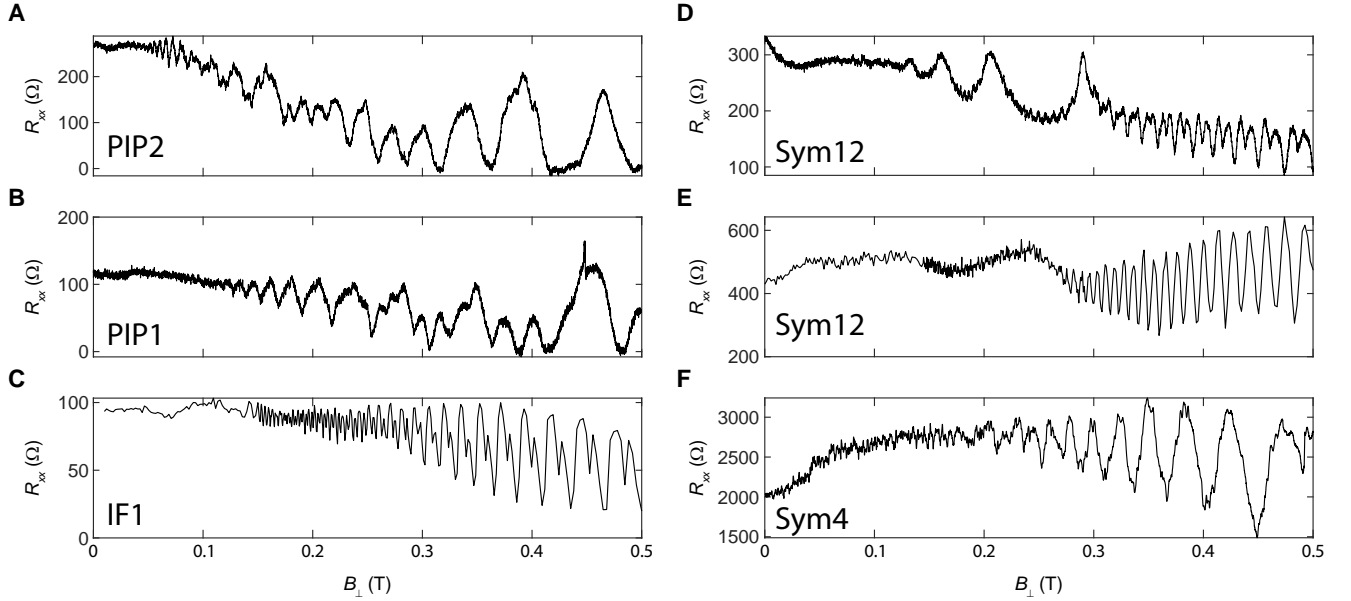 A
200
100
0
R_xx (Ω)
PIP2
B
200
100
0
R_xx (Ω)
PIP1
C
100
50
0
R_xx (Ω)
IF1
0 0.1 0.2 0.3 0.4 0.5
B_⊥ (T)
D
300
200
100
R_xx (Ω)
Sym12
E
600
400
200
R_xx (Ω)
Sym12
F
3000
2500
2000
1500
R_xx (Ω)
Sym4
0 0.1 0.2 0.3 0.4 0.5
B_⊥ (T)